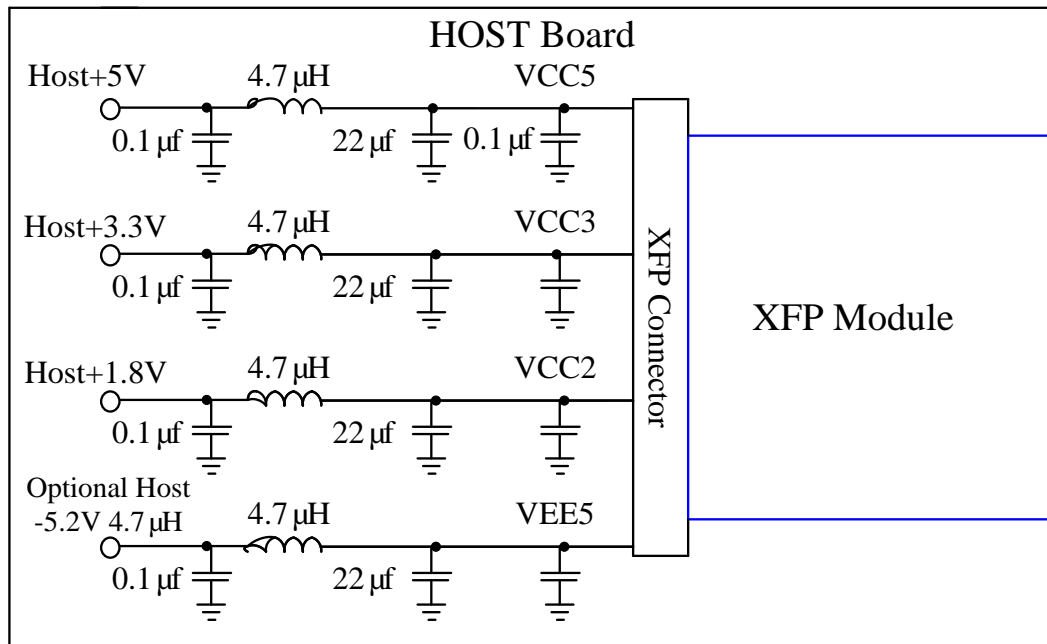 HOST Board
Host+5V
4.7 µH
VCC5
0.1 µf
22 µf
0.1 µf
Host+3.3V
4.7 µH
VCC3
0.1 µf
22 µf
XFP Connector
XFP Module
Host+1.8V
4.7 µH
VCC2
0.1 µf
22 µf
Optional Host
-5.2V 4.7 µH
4.7 µH
VEE5
0.1 µf
22 µf